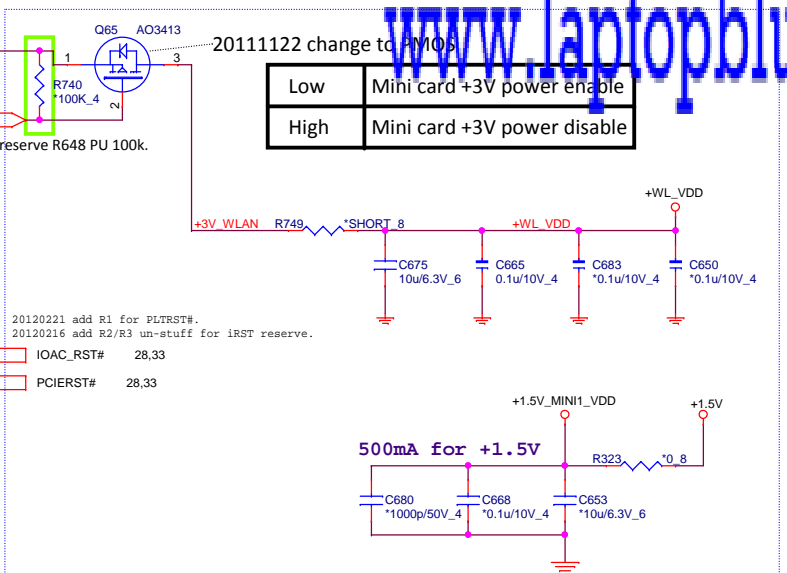 www.laptopblu
Q65 AO3413
20111122 change to PMOS
1 3
2
R740
*100K_4
Low Mini card +3V power enable
High Mini card +3V power disable
reserve R648 PU 100k.
+WL_VDD
+3V_WLAN R749 *SHORT_8 +WL_VDD
C675
10u/6.3V_6
C665
0.1u/10V_4
C683
*0.1u/10V_4
C650
*0.1u/10V_4
20120221 add R1 for PLTRST#.
20120216 add R2/R3 un-stuff for iRST reserve.
IOAC_RST# 28,33
PCIERST# 28,33
+1.5V_MINI1_VDD +1.5V
500mA for +1.5V
R323 *0_8
C680
*1000p/50V_4
C668
*0.1u/10V_4
C653
*10u/6.3V_6